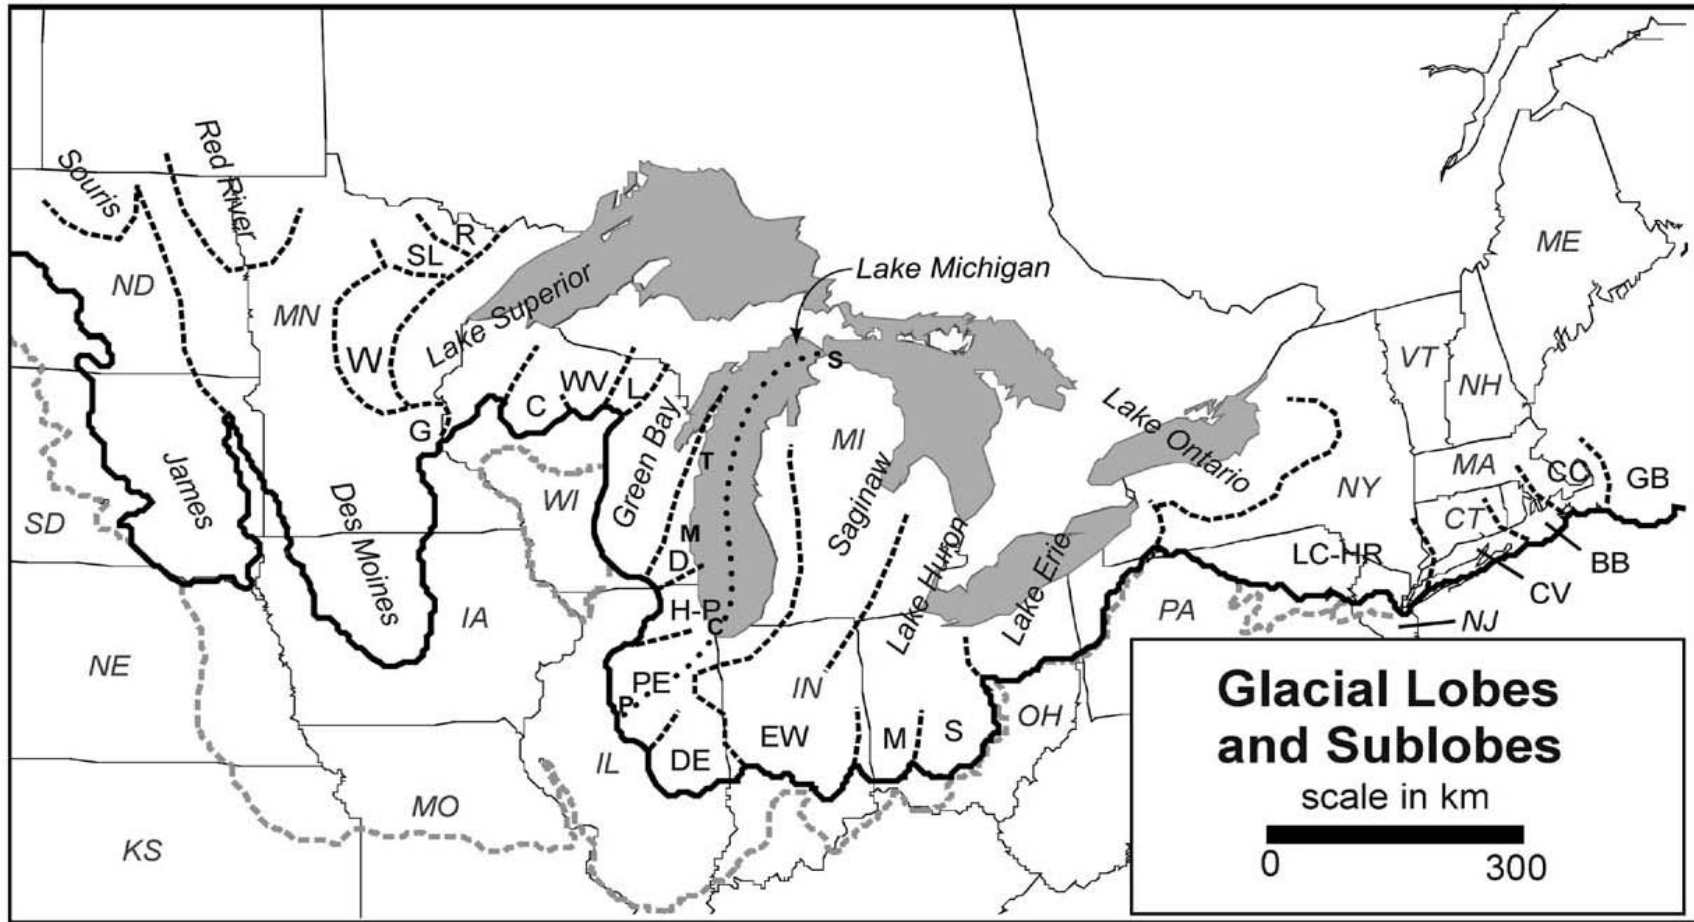 Souris
Red River
R
SL
ND
MN
W
Lake Superior
Lake Michigan
S
ME
VT
NH
C
WV
L
G
Green Bay
T
MI
Lake Ontario
James
Des Moines
WI
M
D
Saginaw
Lake Huron
Lake Erie
NY
MA
CC
GB
CT
SD
LC-HR
BB
CV
H-P
C
IA
PA
NJ
NE
PE
P
IN
OH
EW
M
S
DE
IL
MO
KS
Glacial Lobes
and Sublobes
scale in km
0
300